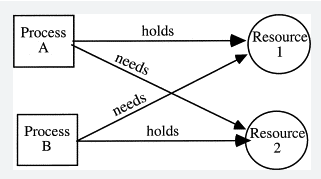 Process
A
holds
Resource
1
needs
needs
Process
B
holds
Resource
2